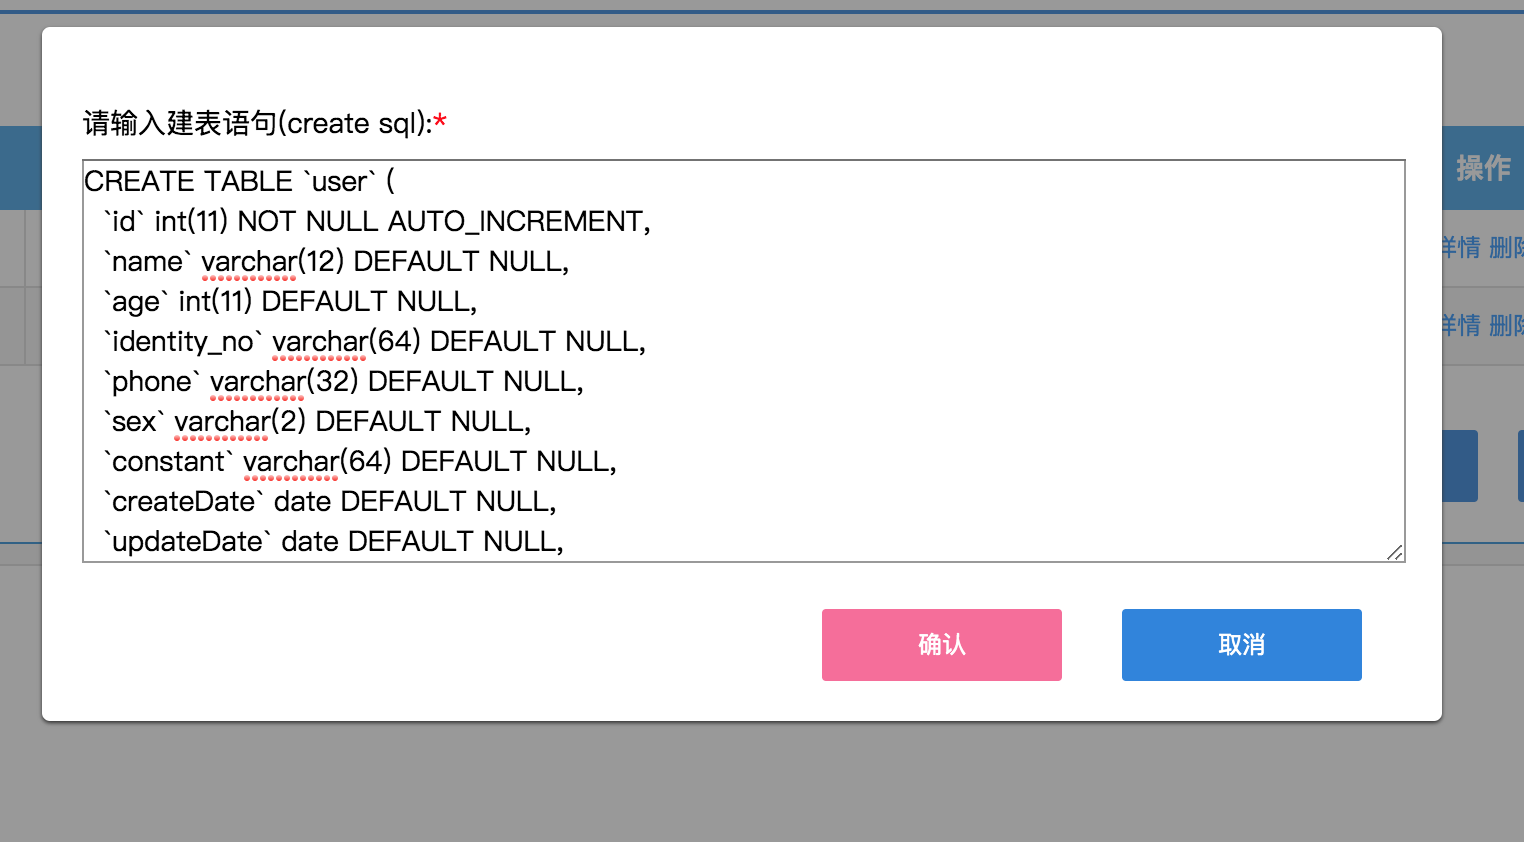 请输入建表语句(create sql):*
CREATE TABLE `user` (
`id` int(11) NOT NULL AUTO_INCREMENT,
`name` varchar(12) DEFAULT NULL,
`age` int(11) DEFAULT NULL,
`identity_no` varchar(64) DEFAULT NULL,
`phone` varchar(32) DEFAULT NULL,
`sex` varchar(2) DEFAULT NULL,
`constant` varchar(64) DEFAULT NULL,
`createDate` date DEFAULT NULL,
`updateDate` date DEFAULT NULL,
确认 取消
操作
详情 删除
详情 删除